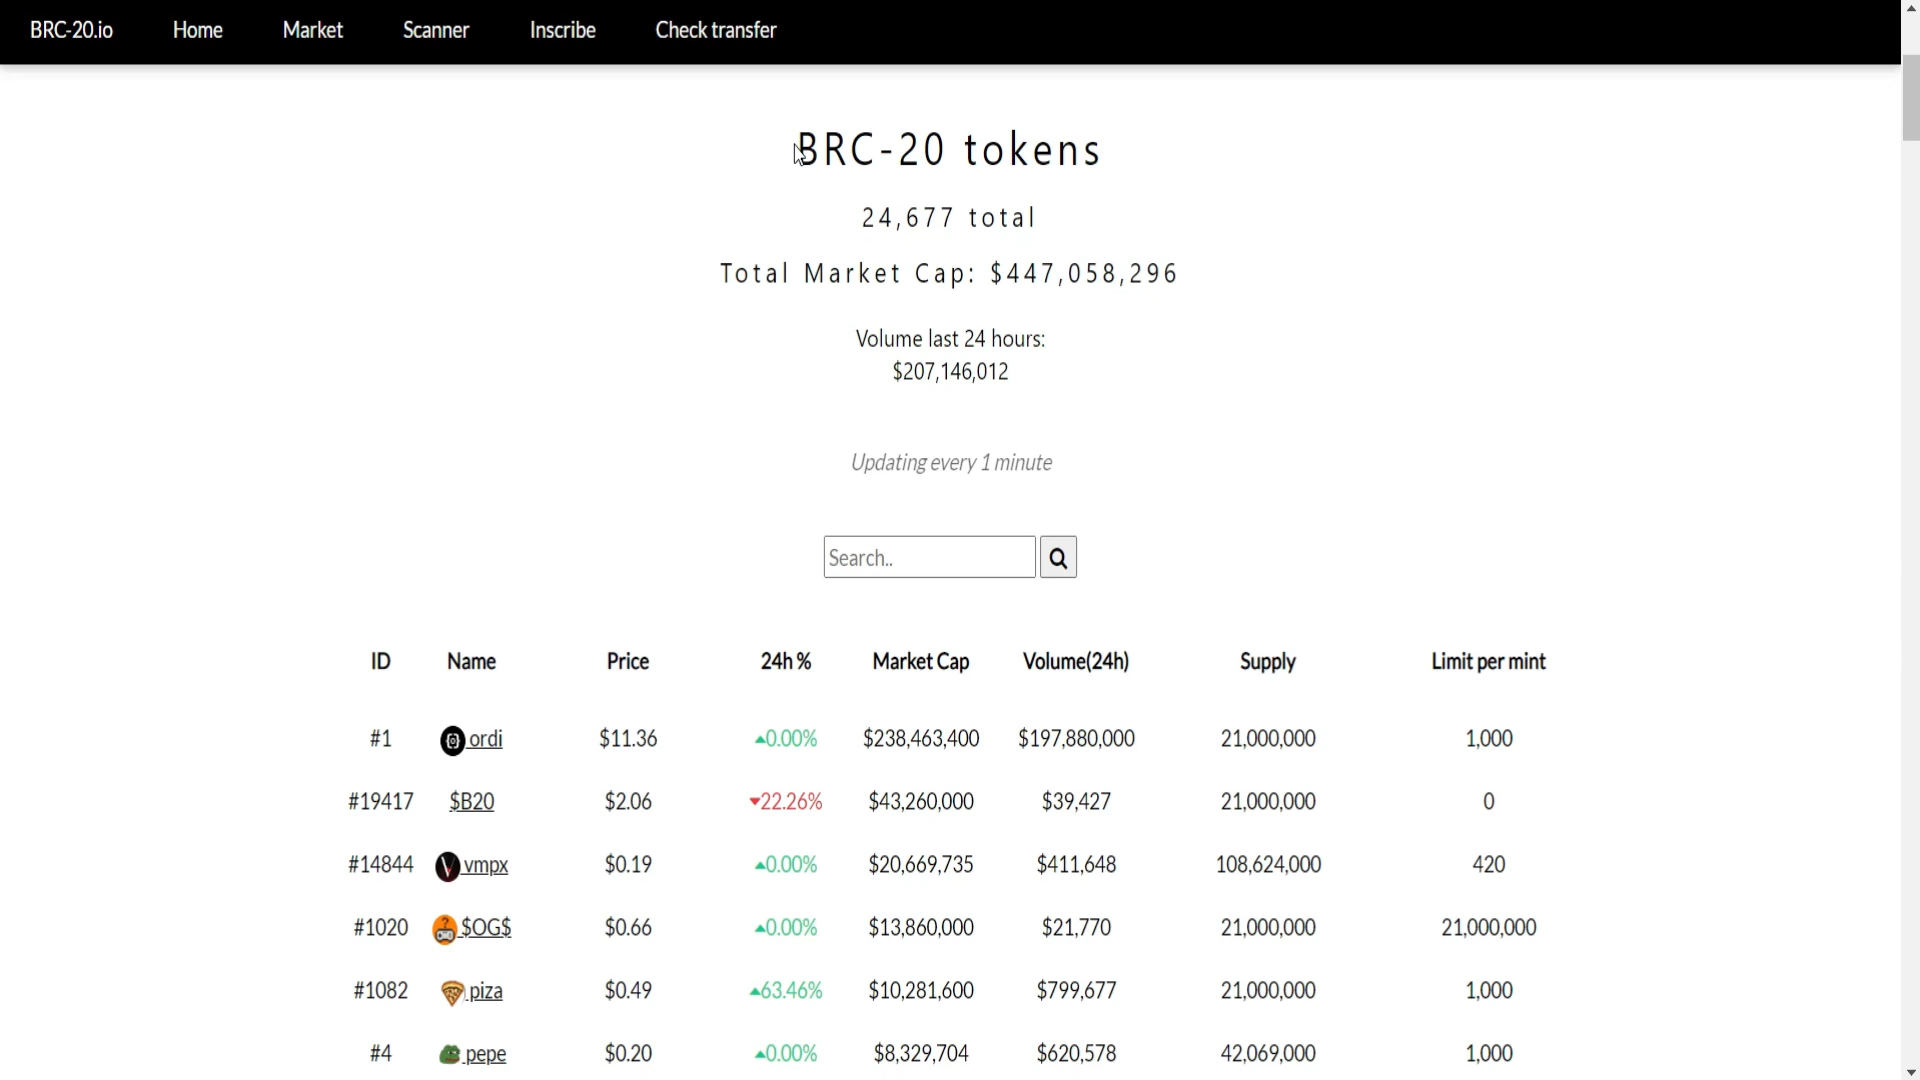 BRC-20.io Home Market Scanner Inscribe Check transfer
BRC-20 tokens
24,677 total
Total Market Cap: $447,058,296
Volume last 24 hours:
$207,146,012
Updating every 1 minute
Search..
ID Name Price 24h % Market Cap Volume(24h) Supply Limit per mint
#1 ordi $11.36 0.00% $238,463,400 $197,880,000 21,000,000 1,000
#19417 $B20 $2.06 22.26% $43,260,000 $39,427 21,000,000 0
#14844 vmpx $0.19 0.00% $20,669,735 $411,648 108,624,000 420
#1020 $OG$ $0.66 0.00% $13,860,000 $21,770 21,000,000 21,000,000
#1082 piza $0.49 63.46% $10,281,600 $799,677 21,000,000 1,000
#4 pepe $0.20 0.00% $8,329,704 $620,578 42,069,000 1,000